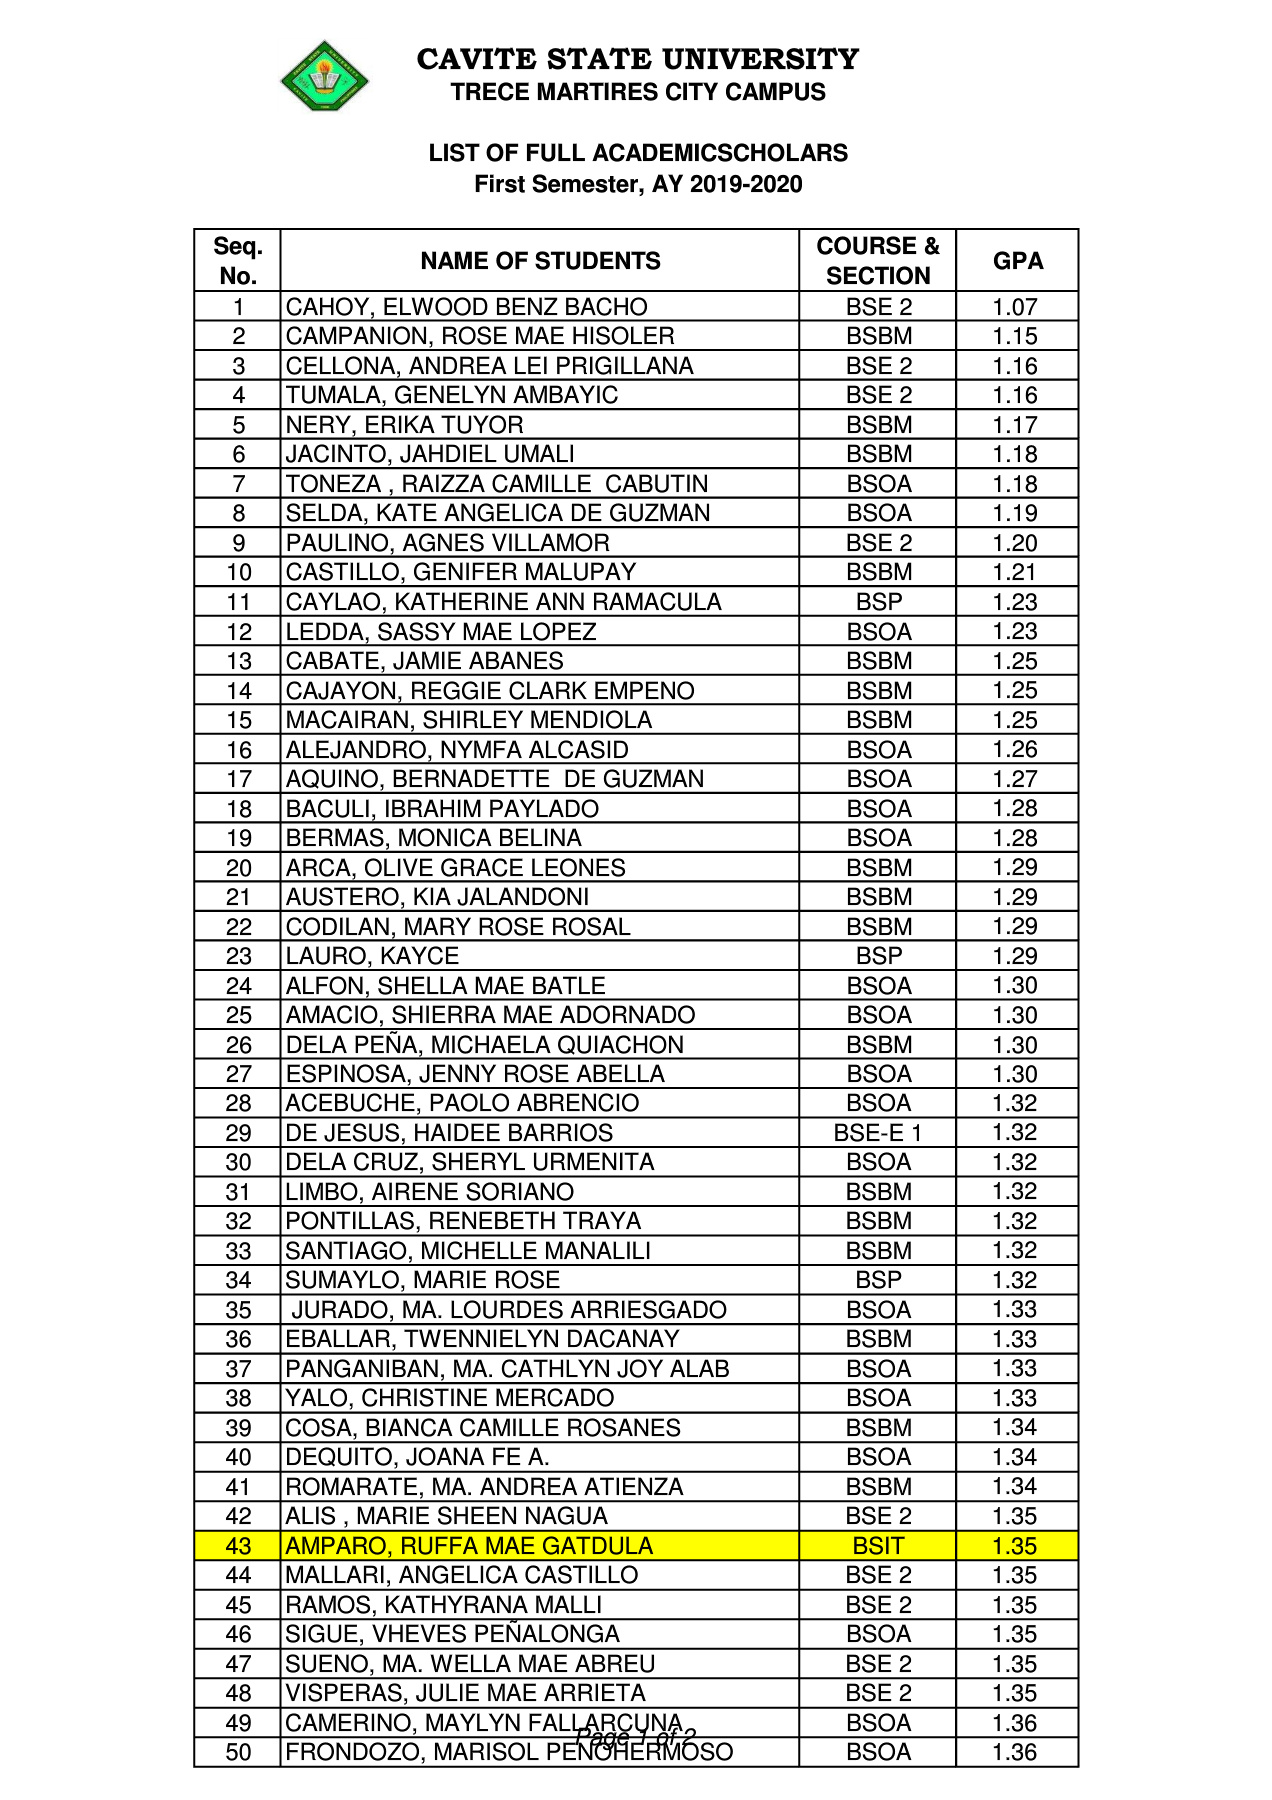 CAVITE STATE UNIVERSITY
TRECE MARTIRES CITY CAMPUS
LIST OF FULL ACADEMICSCHOLARS
First Semester, AY 2019-2020
Seq. No. NAME OF STUDENTS COURSE & SECTION GPA
1 CAHOY, ELWOOD BENZ BACHO BSE 2 1.07
2 CAMPANION, ROSE MAE HISOLER BSBM 1.15
3 CELLONA, ANDREA LEI PRIGILLANA BSE 2 1.16
4 TUMALA, GENELYN AMBAYIC BSE 2 1.16
5 NERY, ERIKA TUYOR BSBM 1.17
6 JACINTO, JAHDIEL UMALI BSBM 1.18
7 TONEZA , RAIZZA CAMILLE  CABUTIN BSOA 1.18
8 SELDA, KATE ANGELICA DE GUZMAN BSOA 1.19
9 PAULINO, AGNES VILLAMOR BSE 2 1.20
10 CASTILLO, GENIFER MALUPAY BSBM 1.21
11 CAYLAO, KATHERINE ANN RAMACULA BSP 1.23
12 LEDDA, SASSY MAE LOPEZ BSOA 1.23
13 CABATE, JAMIE ABANES BSBM 1.25
14 CAJAYON, REGGIE CLARK EMPENO BSBM 1.25
15 MACAIRAN, SHIRLEY MENDIOLA BSBM 1.25
16 ALEJANDRO, NYMFA ALCASID BSOA 1.26
17 AQUINO, BERNADETTE  DE GUZMAN BSOA 1.27
18 BACULI, IBRAHIM PAYLADO BSOA 1.28
19 BERMAS, MONICA BELINA BSOA 1.28
20 ARCA, OLIVE GRACE LEONES BSBM 1.29
21 AUSTERO, KIA JALANDONI BSBM 1.29
22 CODILAN, MARY ROSE ROSAL BSBM 1.29
23 LAURO, KAYCE BSP 1.29
24 ALFON, SHELLA MAE BATLE BSOA 1.30
25 AMACIO, SHIERRA MAE ADORNADO BSOA 1.30
26 DELA PEÑA, MICHAELA QUIACHON BSBM 1.30
27 ESPINOSA, JENNY ROSE ABELLA BSOA 1.30
28 ACEBUCHE, PAOLO ABRENCIO BSOA 1.32
29 DE JESUS, HAIDEE BARRIOS BSE-E 1 1.32
30 DELA CRUZ, SHERYL URMENITA BSOA 1.32
31 LIMBO, AIRENE SORIANO BSBM 1.32
32 PONTILLAS, RENEBETH TRAYA BSBM 1.32
33 SANTIAGO, MICHELLE MANALILI BSBM 1.32
34 SUMAYLO, MARIE ROSE BSP 1.32
35 JURADO, MA. LOURDES ARRIESGADO BSOA 1.33
36 EBALLAR, TWENNIELYN DACANAY BSBM 1.33
37 PANGANIBAN, MA. CATHLYN JOY ALAB BSOA 1.33
38 YALO, CHRISTINE MERCADO BSOA 1.33
39 COSA, BIANCA CAMILLE ROSANES BSBM 1.34
40 DEQUITO, JOANA FE A. BSOA 1.34
41 ROMARATE, MA. ANDREA ATIENZA BSBM 1.34
42 ALIS , MARIE SHEEN NAGUA BSE 2 1.35
43 AMPARO, RUFFA MAE GATDULA BSIT 1.35
44 MALLARI, ANGELICA CASTILLO BSE 2 1.35
45 RAMOS, KATHYRANA MALLI BSE 2 1.35
46 SIGUE, VHEVES PEÑALONGA BSOA 1.35
47 SUENO, MA. WELLA MAE ABREU BSE 2 1.35
48 VISPERAS, JULIE MAE ARRIETA BSE 2 1.35
49 CAMERINO, MAYLYN FALLARCUNA BSOA 1.36
Page 1 of 2
50 FRONDOZO, MARISOL PENOHERMOSO BSOA 1.36